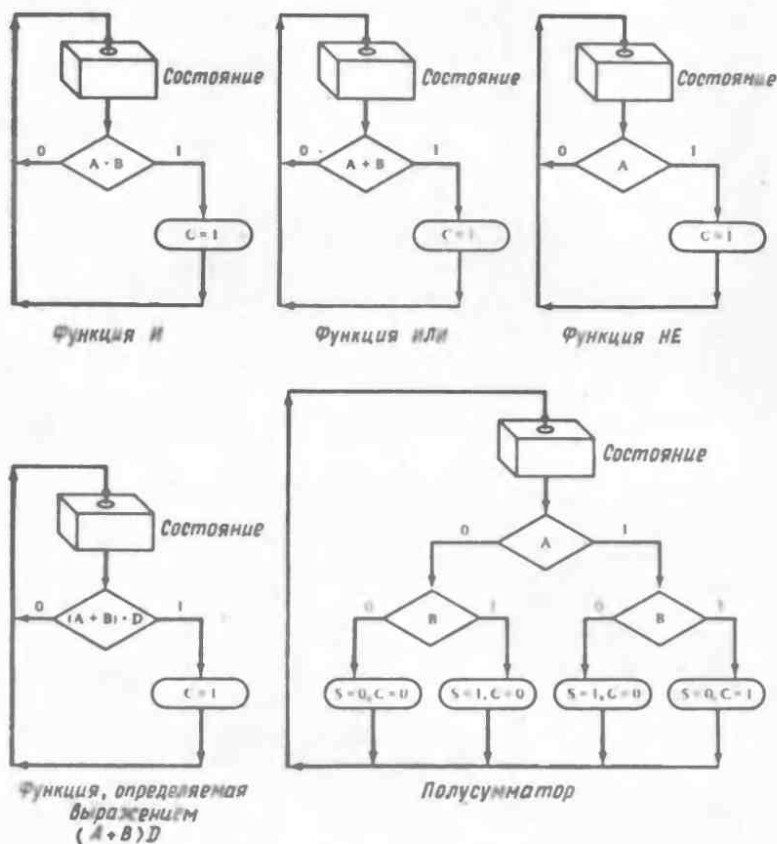 Состояние
0
A · B
1
C = 1
Функция И
Состояние
0
A + B
1
C = 1
Функция ИЛИ
Состояние
0
A
1
C = 1
Функция НЕ
Состояние
0
(A + B) · D
1
C = 1
Функция, определяемая
выражением
(A + B) D
Состояние
0
A
1
0
B
1
0
B
1
S = 0, C = 0
S = 1, C = 0
S = 1, C = 0
S = 0, C = 1
Полусумматор